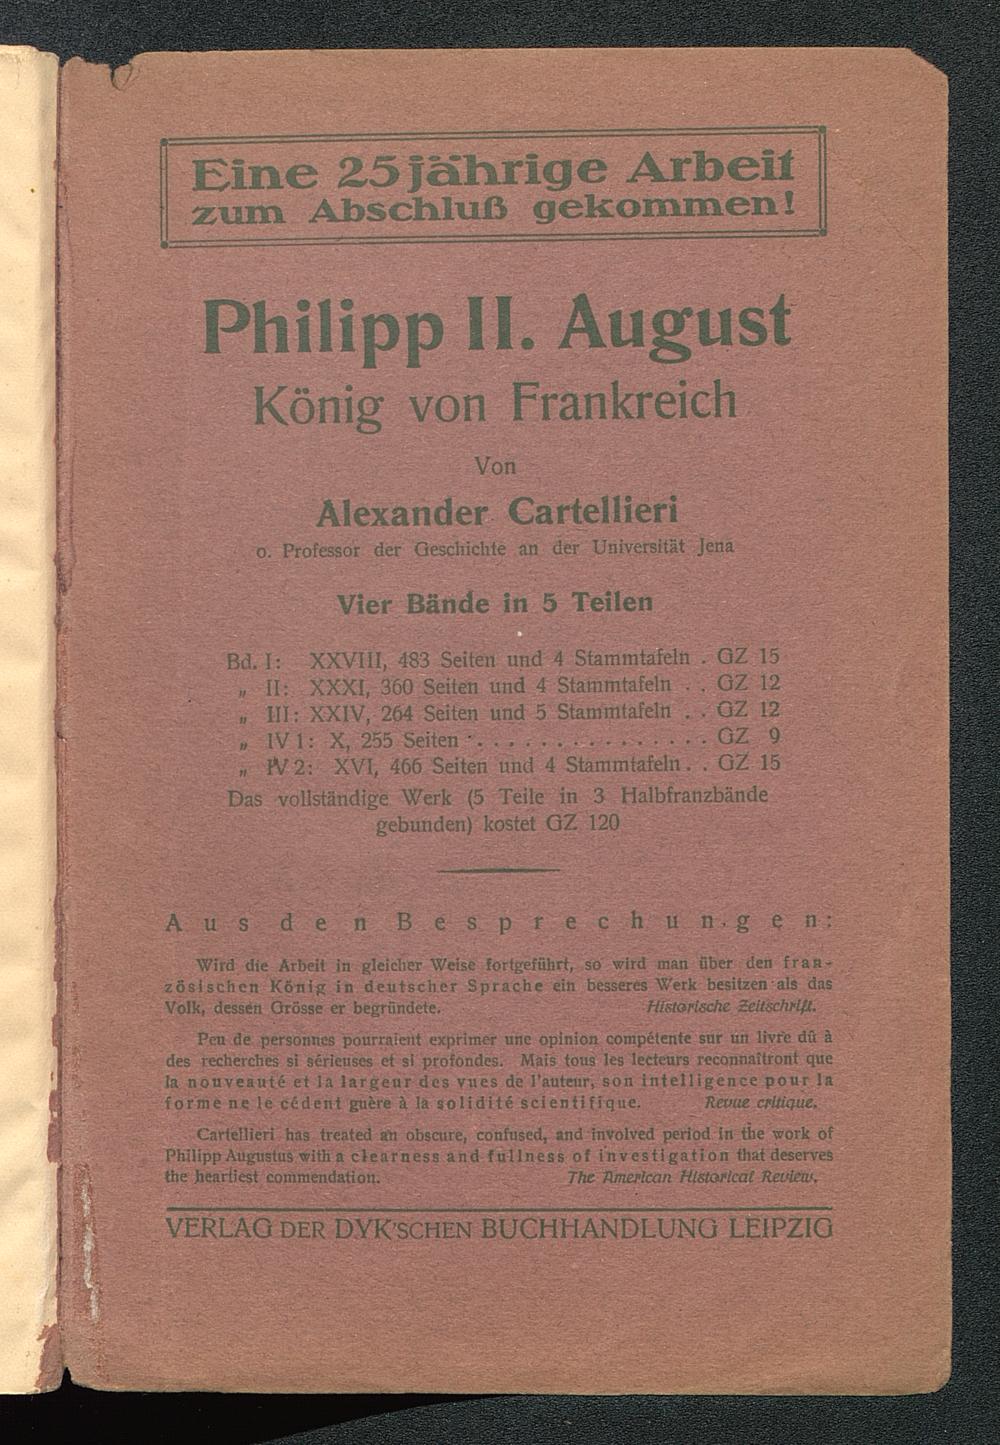 Eine 25jährige Arbeit
zum Abschluß gekommen!
Philipp II. August
König von Frankreich
Von
Alexander Cartellieri
o. Professor der Geschichte an der Universität Jena
Vier Bände in 5 Teilen
Bd. I: XXVIII, 483 Seiten und 4 Stammtafeln . GZ 15
„ II: XXXI, 360 Seiten und 4 Stammtafeln . . GZ 12
„ III: XXIV, 264 Seiten und 5 Stammtafeln . . GZ 12
„ IV 1: X, 255 Seiten . . . . . . . . . . . . . . . . GZ 9
„ IV 2: XVI, 466 Seiten und 4 Stammtafeln . . GZ 15
Das vollständige Werk (5 Teile in 3 Halbfranzbände
gebunden) kostet GZ 120
Aus den Besprechungen:
Wird die Arbeit in gleicher Weise fortgeführt, so wird man über den fran-
zösischen König in deutscher Sprache ein besseres Werk besitzen als das
Volk, dessen Grösse er begründete. Historische Zeitschrift.
Peu de personnes pourraient exprimer une opinion compétente sur un livre dû à
des recherches si sérieuses et si profondes. Mais tous les lecteurs reconnaîtront que
la nouveauté et la largeur des vues de l'auteur, son intelligence pour la
forme ne le cédent guère à la solidité scientifique. Revue critique.
Cartellieri has treated an obscure, confused, and involved period in the work of
Philipp Augustus with a clearness and fullness of investigation that deserves
the heartiest commendation. The American Historical Review.
VERLAG DER DYK'SCHEN BUCHHANDLUNG LEIPZIG